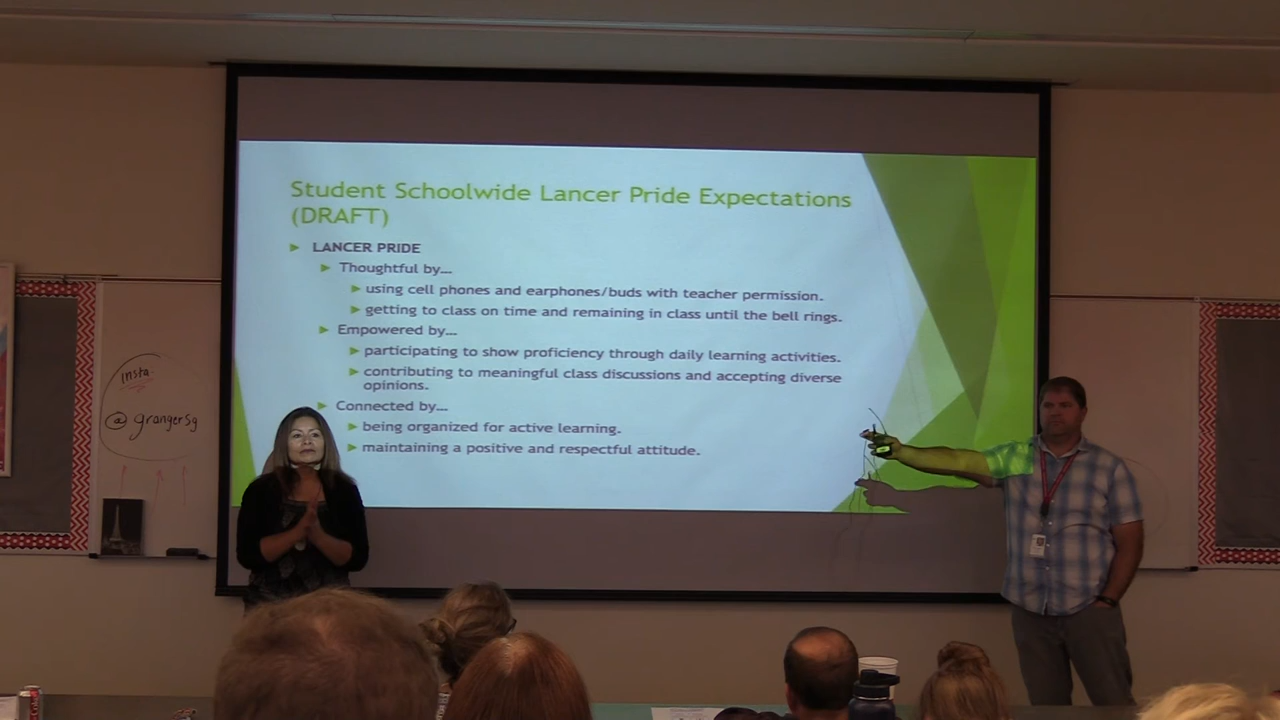 Student Schoolwide Lancer Pride Expectations
(DRAFT)
LANCER PRIDE
Thoughtful by...
using cell phones and earphones/buds with teacher permission.
getting to class on time and remaining in class until the bell rings.
Empowered by...
participating to show proficiency through daily learning activities.
contributing to meaningful class discussions and accepting diverse
opinions.
Connected by...
being organized for active learning.
maintaining a positive and respectful attitude.
insta.
@grangersg